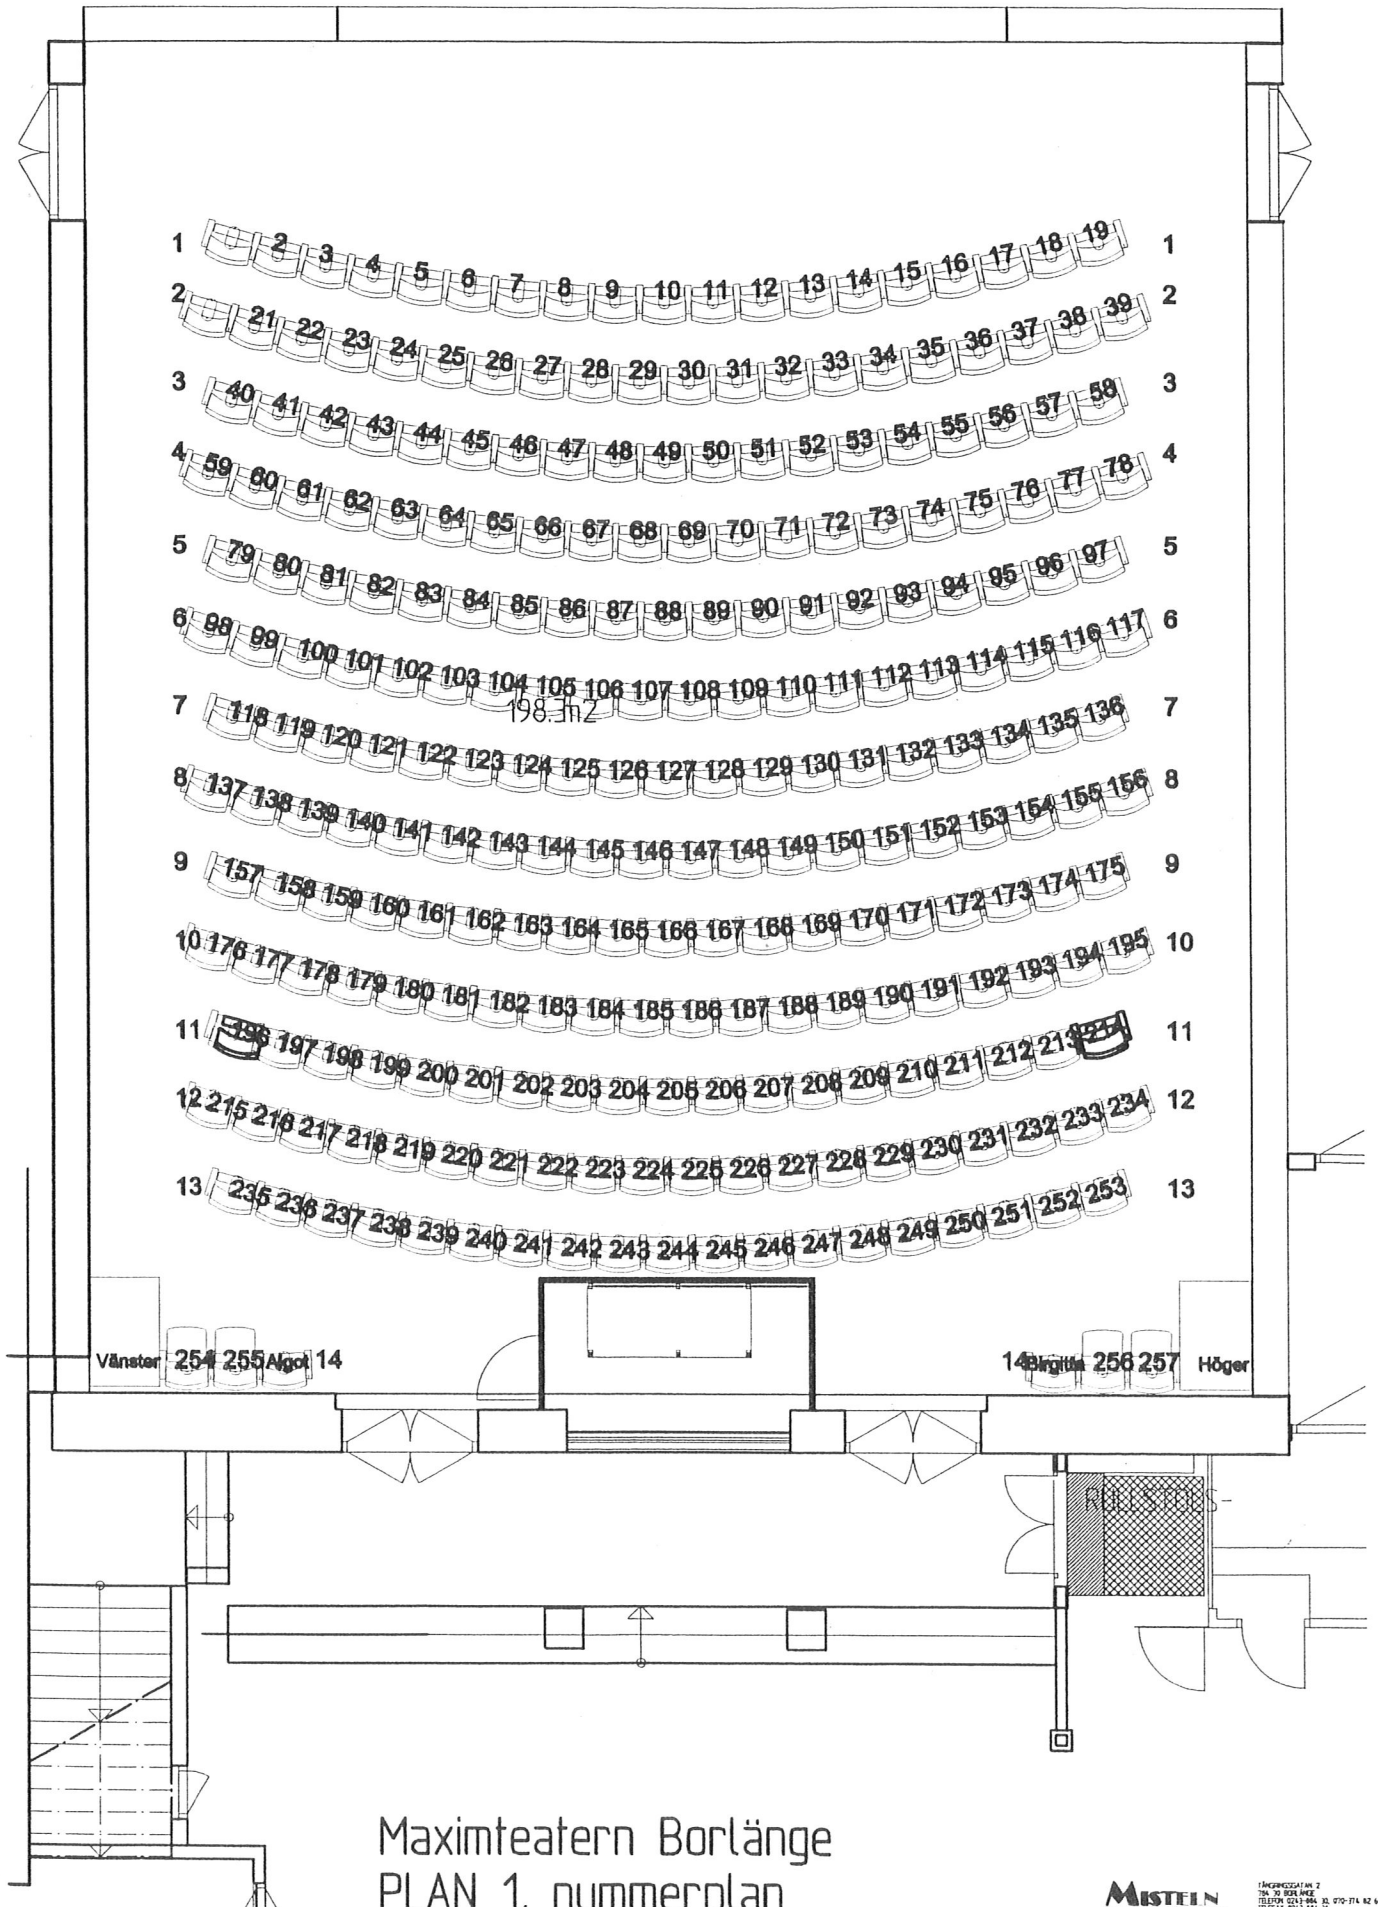 1 2 3 4 5 6 7 8 9 10 11 12 13 14 15 16 17 18 19 1
2 21 22 23 24 25 26 27 28 29 30 31 32 33 34 35 36 37 38 39 2
3 40 41 42 43 44 45 46 47 48 49 50 51 52 53 54 55 56 57 58 3
4 59 60 61 62 63 64 65 66 67 68 69 70 71 72 73 74 75 76 77 78 4
5 79 80 81 82 83 84 85 86 87 88 89 90 91 92 93 94 95 96 97 5
6 98 99 100 101 102 103 104 105 106 107 108 109 110 111 112 113 114 115 116 117 6
198.3m2
7 118 119 120 121 122 123 124 125 126 127 128 129 130 131 132 133 134 135 136 7
8 137 138 139 140 141 142 143 144 145 146 147 148 149 150 151 152 153 154 155 156 8
9 157 158 159 160 161 162 163 164 165 166 167 168 169 170 171 172 173 174 175 9
10 176 177 178 179 180 181 182 183 184 185 186 187 188 189 190 191 192 193 194 195 10
11 196 197 198 199 200 201 202 203 204 205 206 207 208 209 210 211 212 213 214 11
12 215 216 217 218 219 220 221 222 223 224 225 226 227 228 229 230 231 232 233 234 12
13 235 236 237 238 239 240 241 242 243 244 245 246 247 248 249 250 251 252 253 13
Vänster 254 255 Algot 14 14 Birgitta 256 257 Höger
RULLSTOLS-
Maximteatern Borlänge
PLAN 1, nummerplan
MISTELN